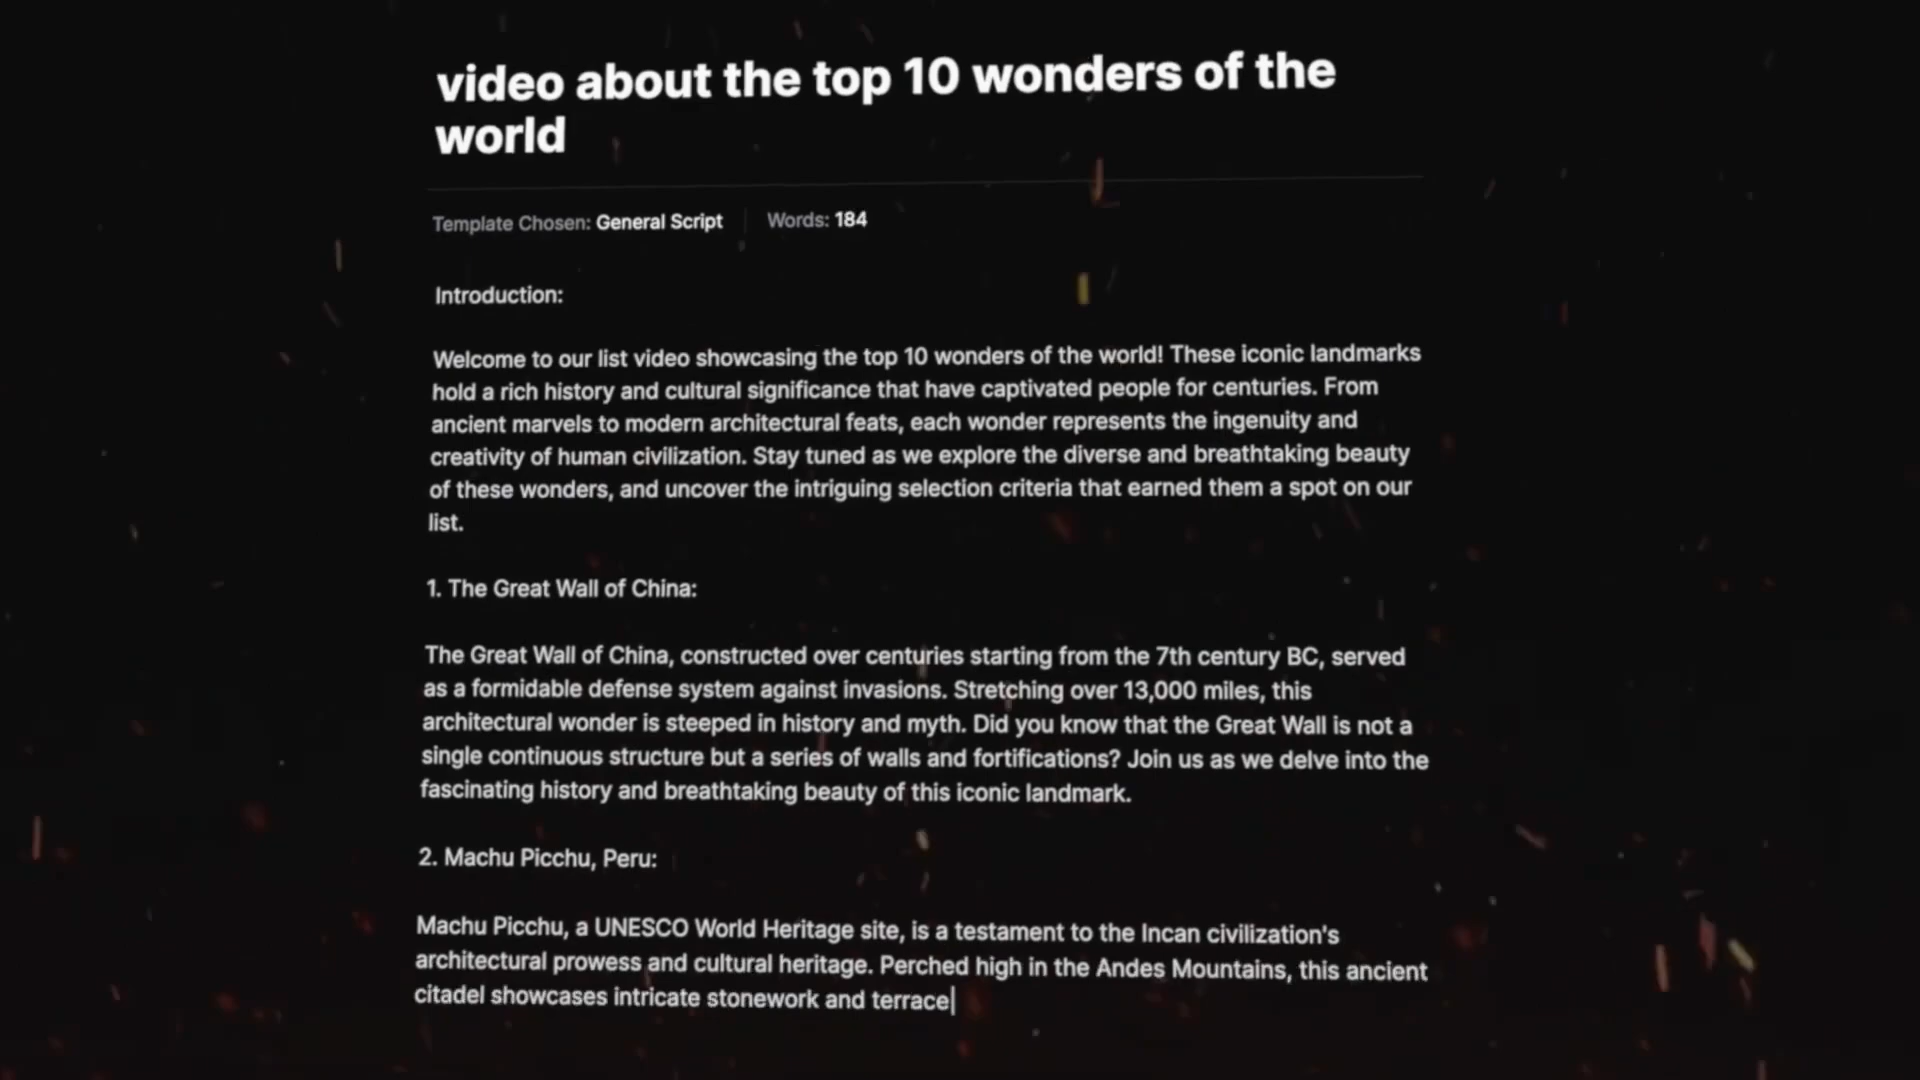 video about the top 10 wonders of the
world
Template Chosen: General Script
Words: 184
Introduction:
Welcome to our list video showcasing the top 10 wonders of the world! These iconic landmarks
hold a rich history and cultural significance that have captivated people for centuries. From
ancient marvels to modern architectural feats, each wonder represents the ingenuity and
creativity of human civilization. Stay tuned as we explore the diverse and breathtaking beauty
of these wonders, and uncover the intriguing selection criteria that earned them a spot on our
list.
1. The Great Wall of China:
The Great Wall of China, constructed over centuries starting from the 7th century BC, served
as a formidable defense system against invasions. Stretching over 13,000 miles, this
architectural wonder is steeped in history and myth. Did you know that the Great Wall is not a
single continuous structure but a series of walls and fortifications? Join us as we delve into the
fascinating history and breathtaking beauty of this iconic landmark.
2. Machu Picchu, Peru:
Machu Picchu, a UNESCO World Heritage site, is a testament to the Incan civilization's
architectural prowess and cultural heritage. Perched high in the Andes Mountains, this ancient
citadel showcases intricate stonework and terrace